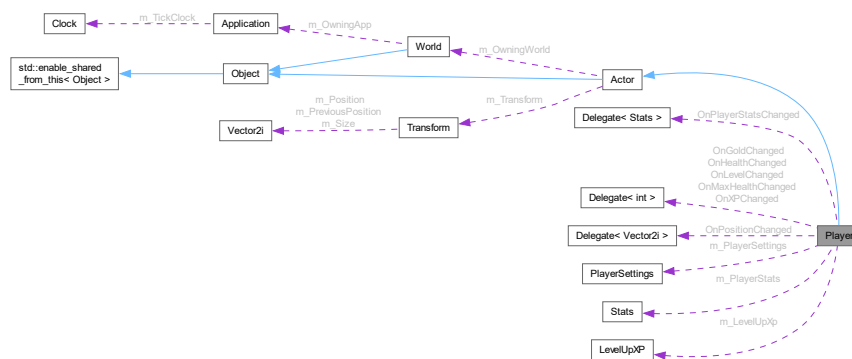 Clock
m_TickClock
Application
m_OwningApp
World
m_OwningWorld
std::enable_shared
_from_this< Object >
Object
Actor
m_Position
m_PreviousPosition
m_Size
m_Transform
Vector2i
Transform
Delegate< Stats >
OnPlayerStatsChanged
OnGoldChanged
OnHealthChanged
OnLevelChanged
OnMaxHealthChanged
OnXPChanged
Delegate< int >
Delegate< Vector2i >
OnPositionChanged
Player
m_PlayerSettings
PlayerSettings
m_PlayerStats
Stats
m_LevelUpXp
LevelUpXP